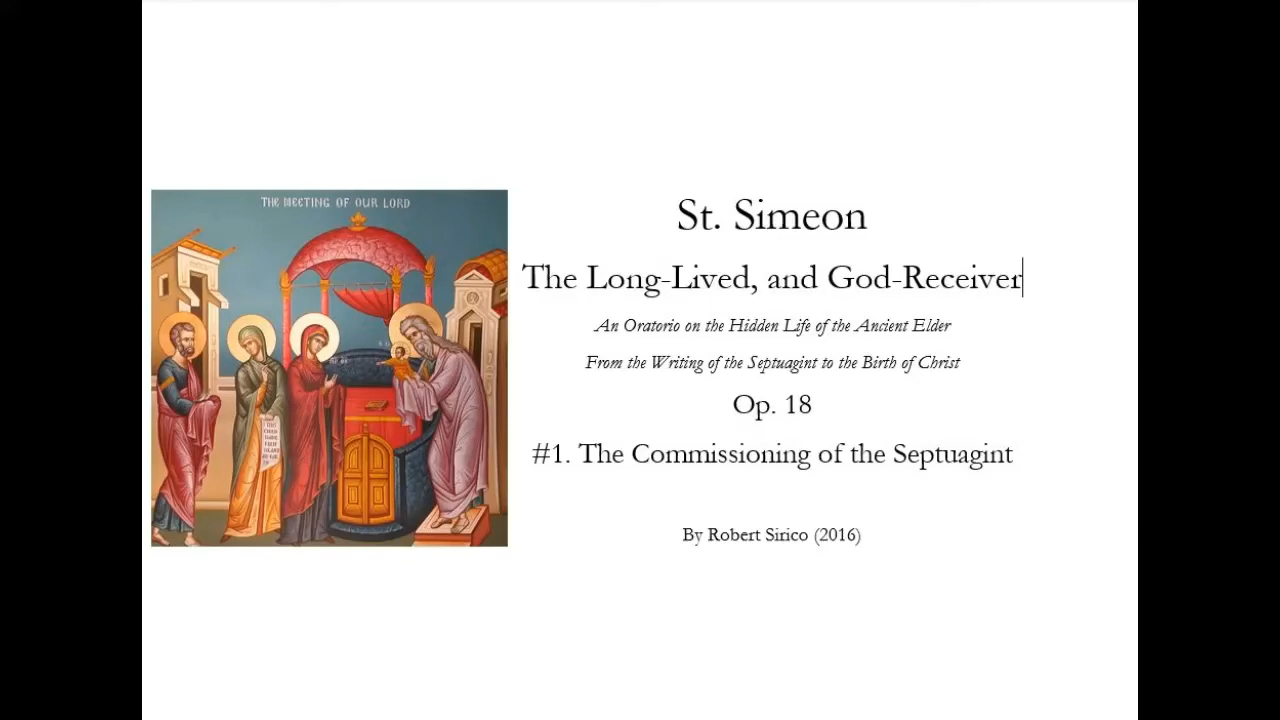 THE MEETING OF OUR LORD
St. Simeon
The Long-Lived, and God-Receiver
An Oratorio on the Hidden Life of the Ancient Elder
From the Writing of the Septuagint to the Birth of Christ
Op. 18
#1. The Commissioning of the Septuagint
By Robert Sirico (2016)